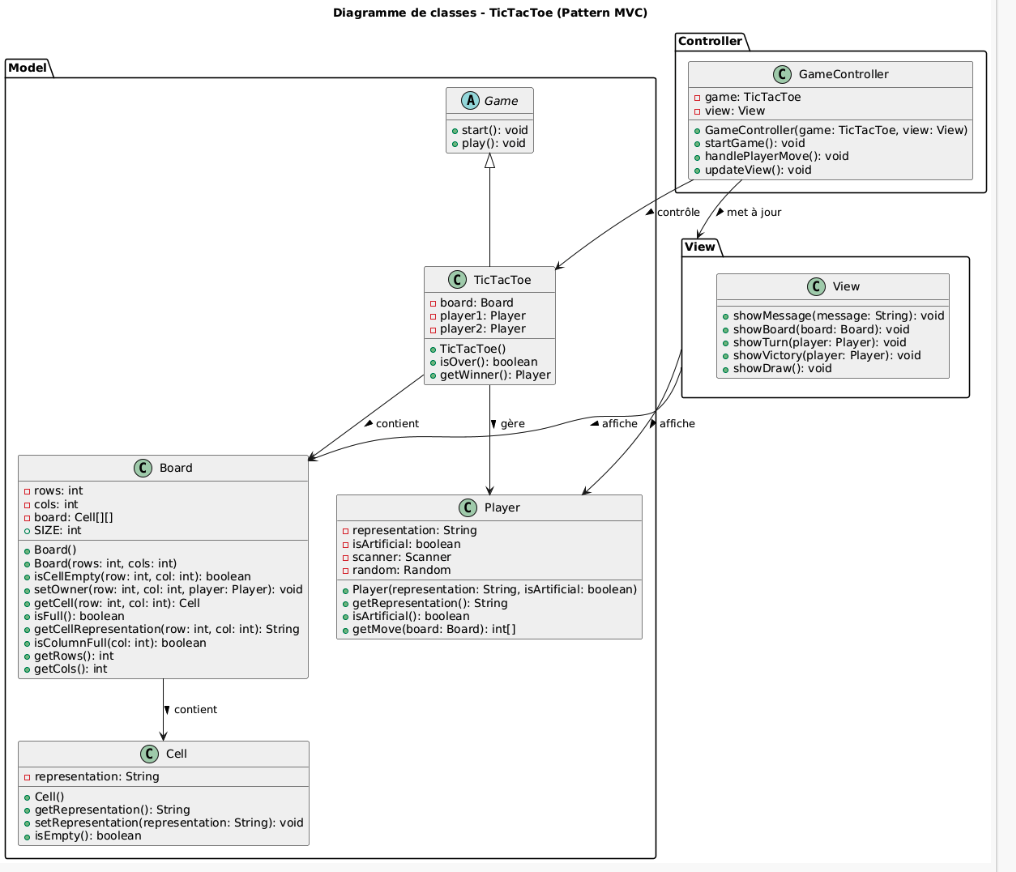 Diagramme de classes - TicTacToe (Pattern MVC)
Controller
C GameController
game: TicTacToe
view: View
GameController(game: TicTacToe, view: View)
startGame(): void
handlePlayerMove(): void
updateView(): void
Model
A Game
start(): void
play(): void
contrôle
met à jour
View
C View
showMessage(message: String): void
showBoard(board: Board): void
showTurn(player: Player): void
showVictory(player: Player): void
showDraw(): void
C TicTacToe
board: Board
player1: Player
player2: Player
TicTacToe()
isOver(): boolean
getWinner(): Player
contient
gère
affiche
affiche
C Board
rows: int
cols: int
board: Cell[][]
SIZE: int
Board()
Board(rows: int, cols: int)
isCellEmpty(row: int, col: int): boolean
setOwner(row: int, col: int, player: Player): void
getCell(row: int, col: int): Cell
isFull(): boolean
getCellRepresentation(row: int, col: int): String
isColumnFull(col: int): boolean
getRows(): int
getCols(): int
C Player
representation: String
isArtificial: boolean
scanner: Scanner
random: Random
Player(representation: String, isArtificial: boolean)
getRepresentation(): String
isArtificial(): boolean
getMove(board: Board): int[]
contient
C Cell
representation: String
Cell()
getRepresentation(): String
setRepresentation(representation: String): void
isEmpty(): boolean